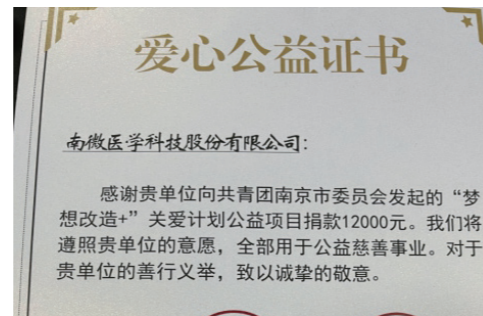 爱心公益证书
南微医学科技股份有限公司:
感谢贵单位向共青团南京市委员会发起的“梦
想改造+”关爱计划公益项目捐款12000元。我们将
遵照贵单位的意愿，全部用于公益慈善事业。对于
贵单位的善行义举，致以诚挚的敬意。